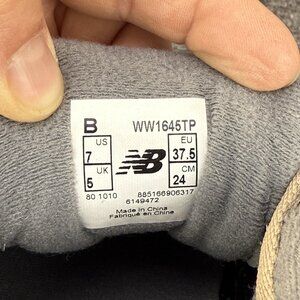 B WW1645TP
US EU
7 37.5
UK CM
5 24
80 1010 885166906317
6149472
Made in China
Fabriqué en Chine